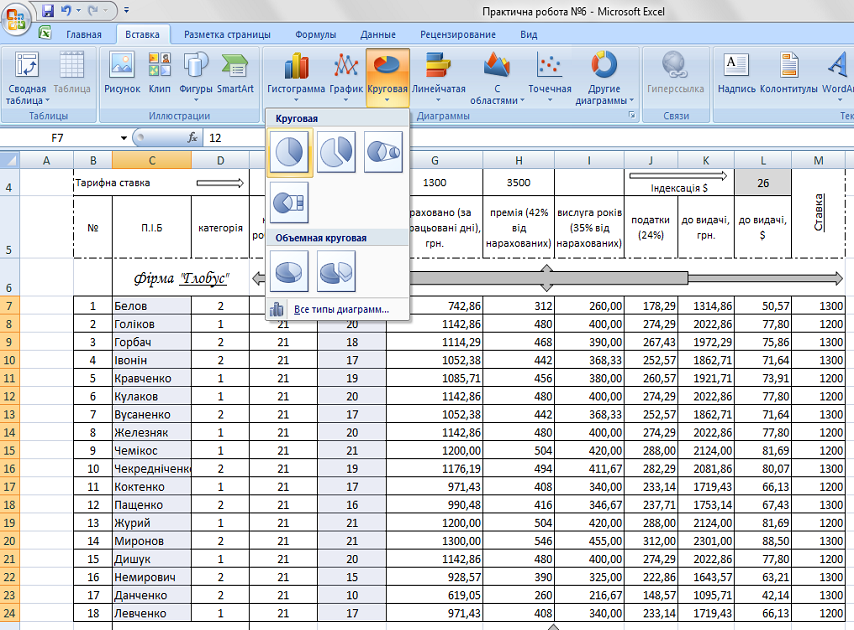 Практична робота №6 - Microsoft Excel
Главная Вставка Разметка страницы Формулы Данные Рецензирование Вид
Сводная таблица Таблица Рисунок Клип Фигуры SmartArt Гистограмма График Круговая Линейчатая С областями Точечная Другие диаграммы Гиперссылка Надпись Колонтитулы WordA
Таблицы Иллюстрации Диаграммы Связи Тек
F7 fx 12
Круговая
Объемная круговая
Все типы диаграмм...
A B C D G H I J K L M
4 Тарифна ставка 1300 3500 Індексація $ 26
5 № П.І.Б категорія раховано (за рацьовані дні), грн. премія (42% від нарахованих) вислуга років (35% від нарахованих) податки (24%) до видачі, грн. до видачі, $ Ставка
6 Фірма "Глобус"
7 1 Белов 2 742,86 312 260,00 178,29 1314,86 50,57 1300
8 2 Голіков 1 21 20 1142,86 480 400,00 274,29 2022,86 77,80 1200
9 3 Горбач 2 21 18 1114,29 468 390,00 267,43 1972,29 75,86 1300
10 4 Івонін 2 21 17 1052,38 442 368,33 252,57 1862,71 71,64 1300
11 5 Кравченко 1 21 19 1085,71 456 380,00 260,57 1921,71 73,91 1200
12 6 Кулаков 1 21 20 1142,86 480 400,00 274,29 2022,86 77,80 1200
13 7 Вусаненко 2 21 17 1052,38 442 368,33 252,57 1862,71 71,64 1300
14 8 Железняк 1 21 20 1142,86 480 400,00 274,29 2022,86 77,80 1200
15 9 Чемікос 1 21 21 1200,00 504 420,00 288,00 2124,00 81,69 1200
16 10 Чекредніченк 2 21 19 1176,19 494 411,67 282,29 2081,86 80,07 1300
17 11 Коктенко 1 21 17 971,43 408 340,00 233,14 1719,43 66,13 1200
18 12 Пащенко 2 21 16 990,48 416 346,67 237,71 1753,14 67,43 1300
19 13 Журий 1 21 21 1200,00 504 420,00 288,00 2124,00 81,69 1200
20 14 Миронов 2 21 21 1300,00 546 455,00 312,00 2301,00 88,50 1300
21 15 Дишук 1 21 20 1142,86 480 400,00 274,29 2022,86 77,80 1200
22 16 Немирович 2 21 15 928,57 390 325,00 222,86 1643,57 63,21 1300
23 17 Данченко 2 21 10 619,05 260 216,67 148,57 1095,71 42,14 1300
24 18 Левченко 1 21 17 971,43 408 340,00 233,14 1719,43 66,13 1200